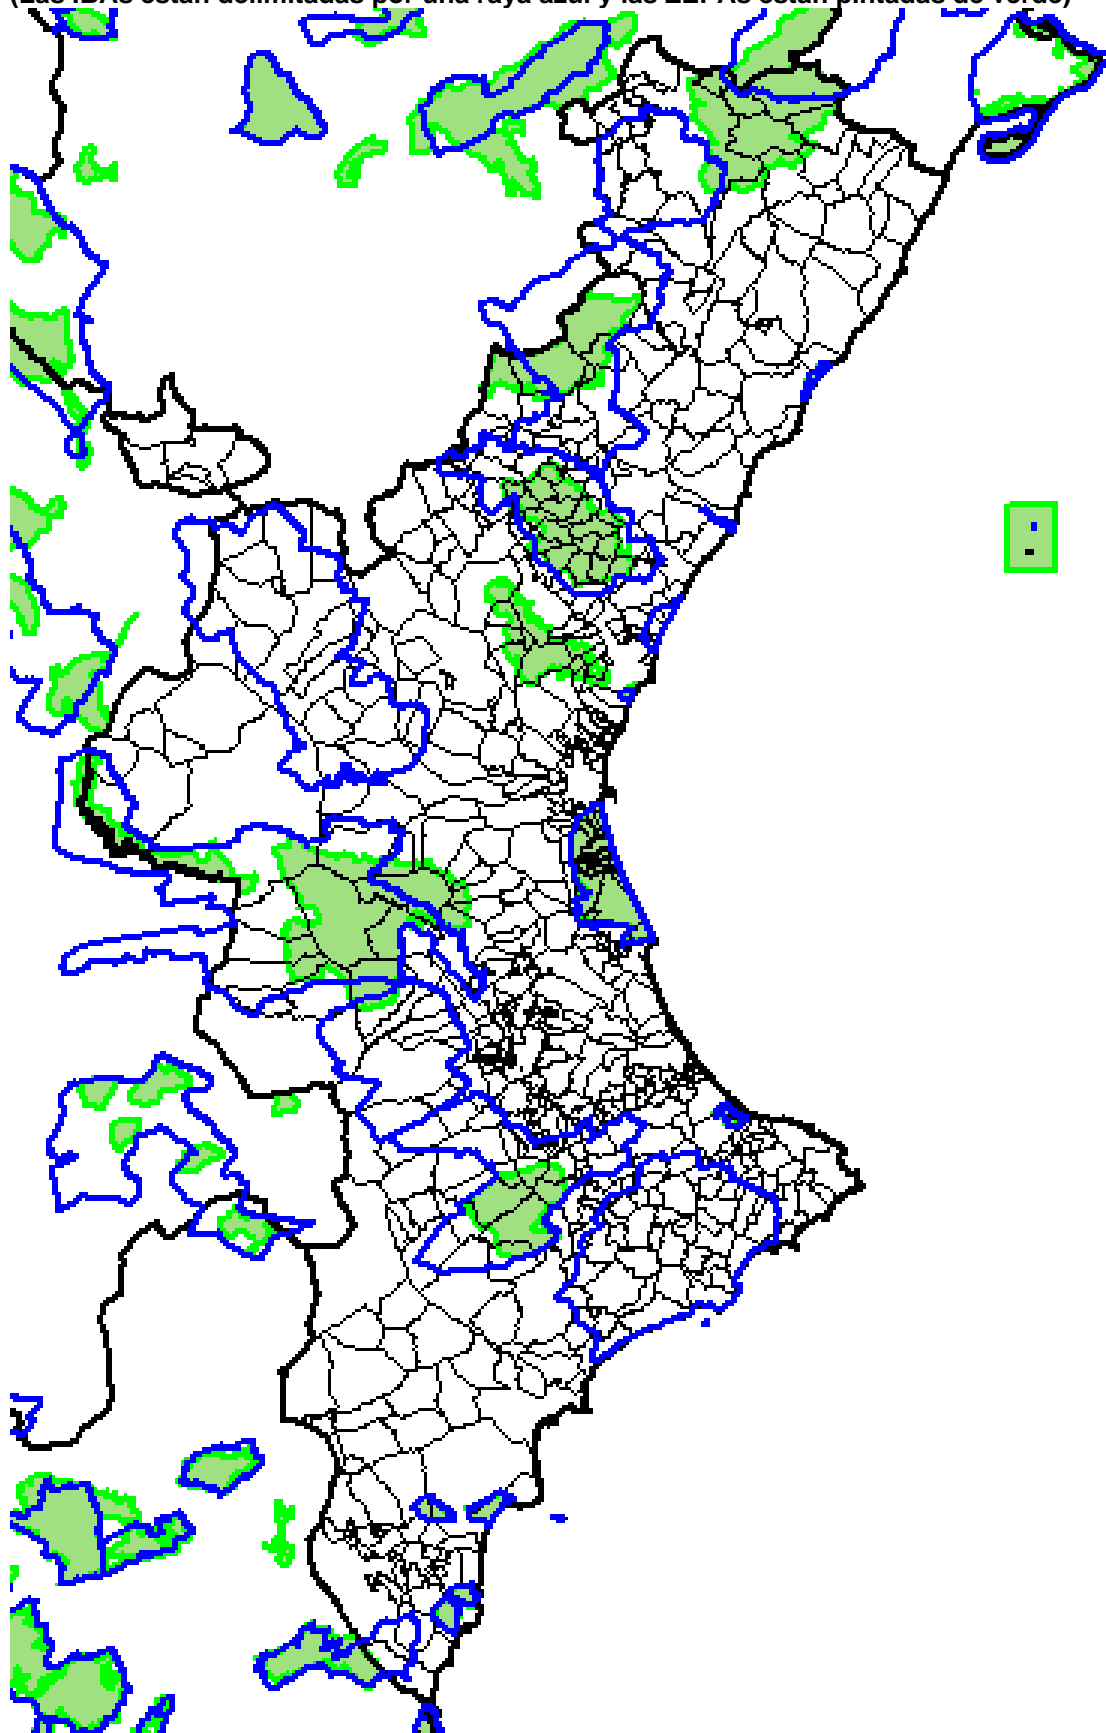 (Las IBAs están delimitadas por una raya azul y las ZEPAs están pintadas de verde)